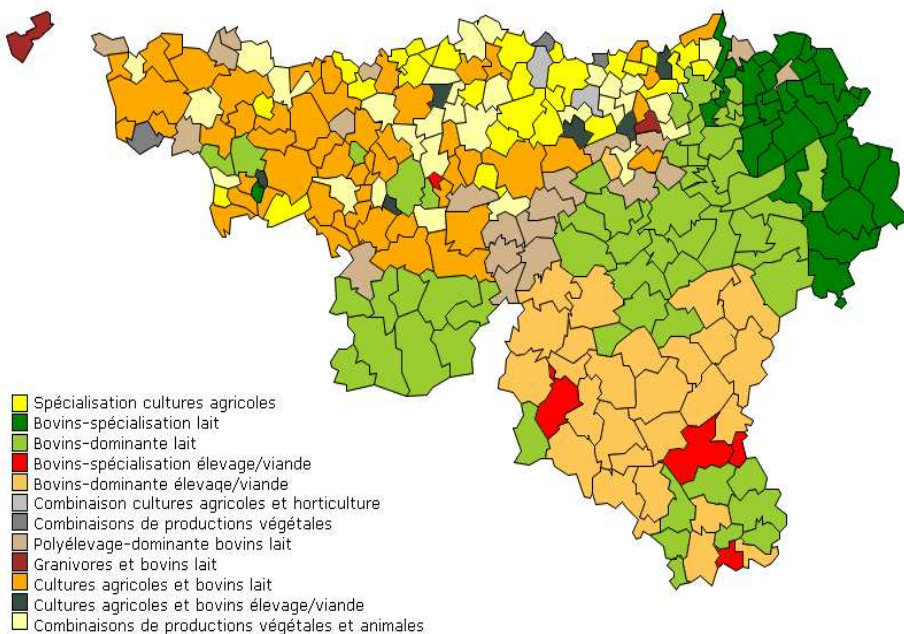 Spécialisation cultures agricoles
Bovins-spécialisation lait
Bovins-dominante lait
Bovins-spécialisation élevage/viande
Bovins-dominante élevaqe/viande
Combinaison cultures agricoles et horticulture
Combinaisons de productions végétales
Polyélevage-dominante bovins lait
Granivores et bovins lait
Cultures agricoles et bovins lait
Cultures agricoles et bovins élevage/viande
Combinaisons de productions végétales et animales